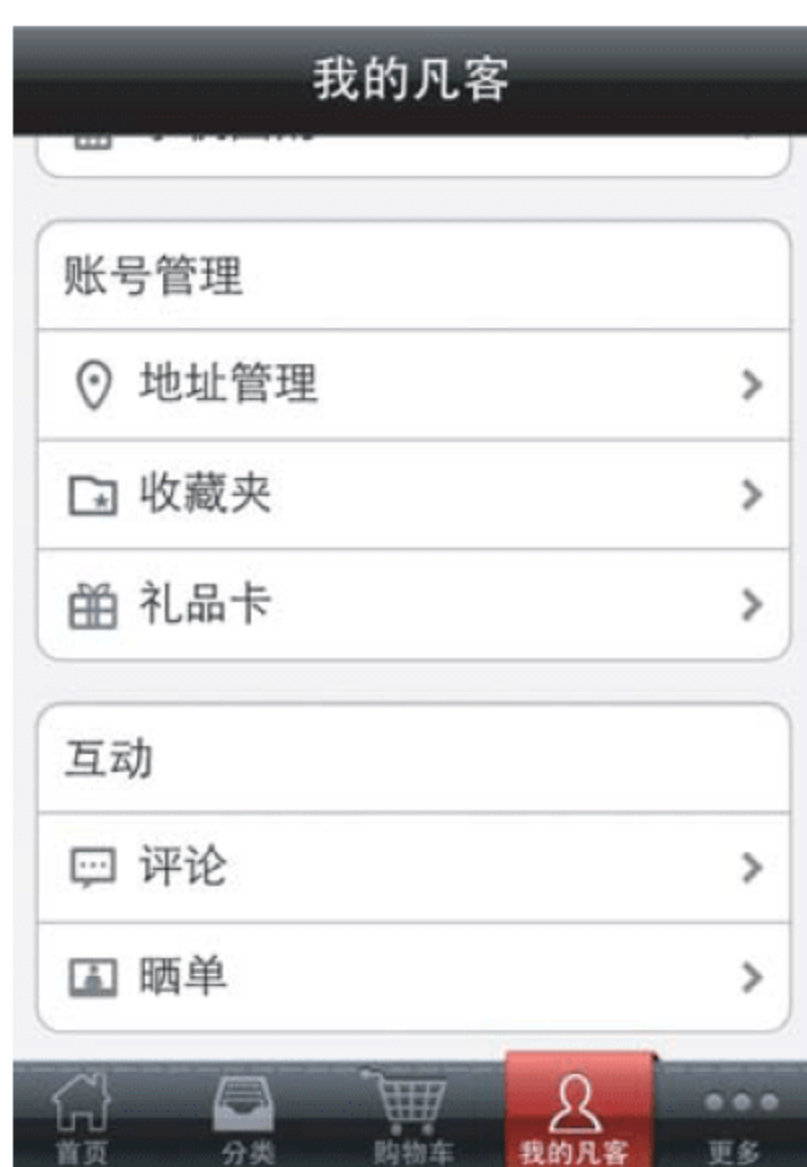 我的凡客
账号管理
地址管理
收藏夹
礼品卡
互动
评论
晒单
首页
分类
购物车
我的凡客
更多